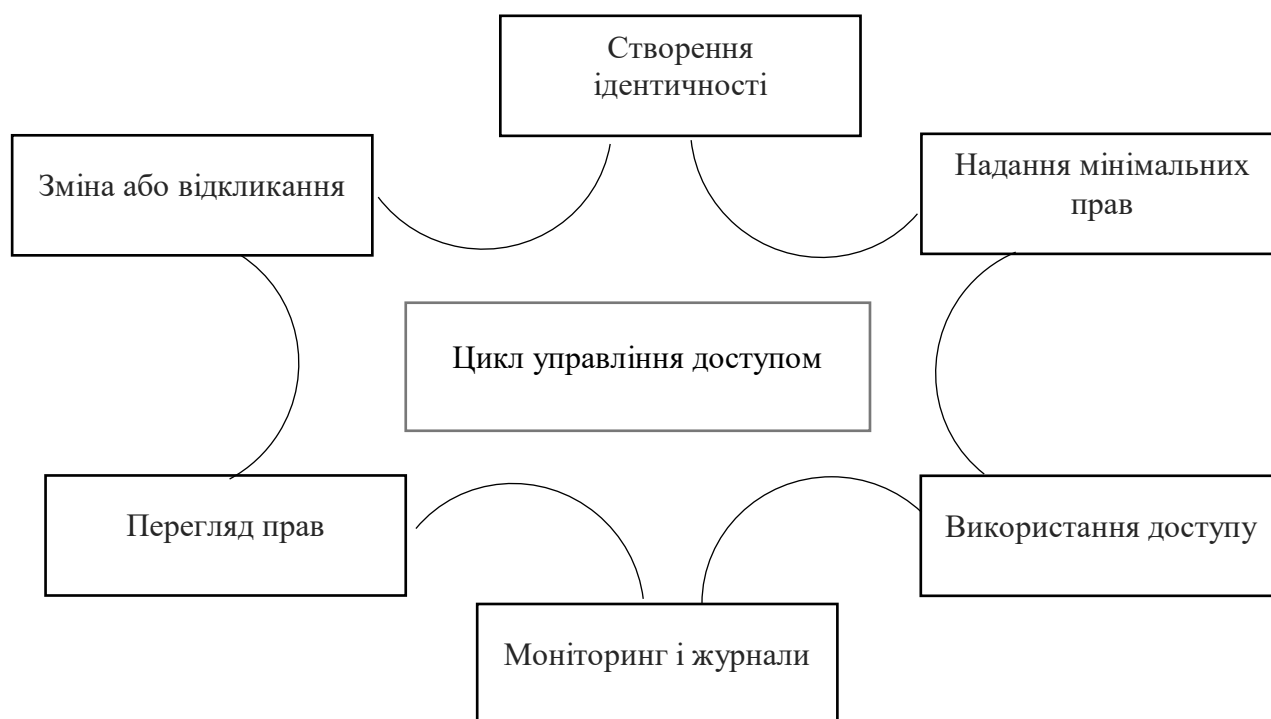 Створення
ідентичності
Зміна або відкликання
Надання мінімальних
прав
Цикл управління доступом
Перегляд прав
Використання доступу
Моніторинг і журнали